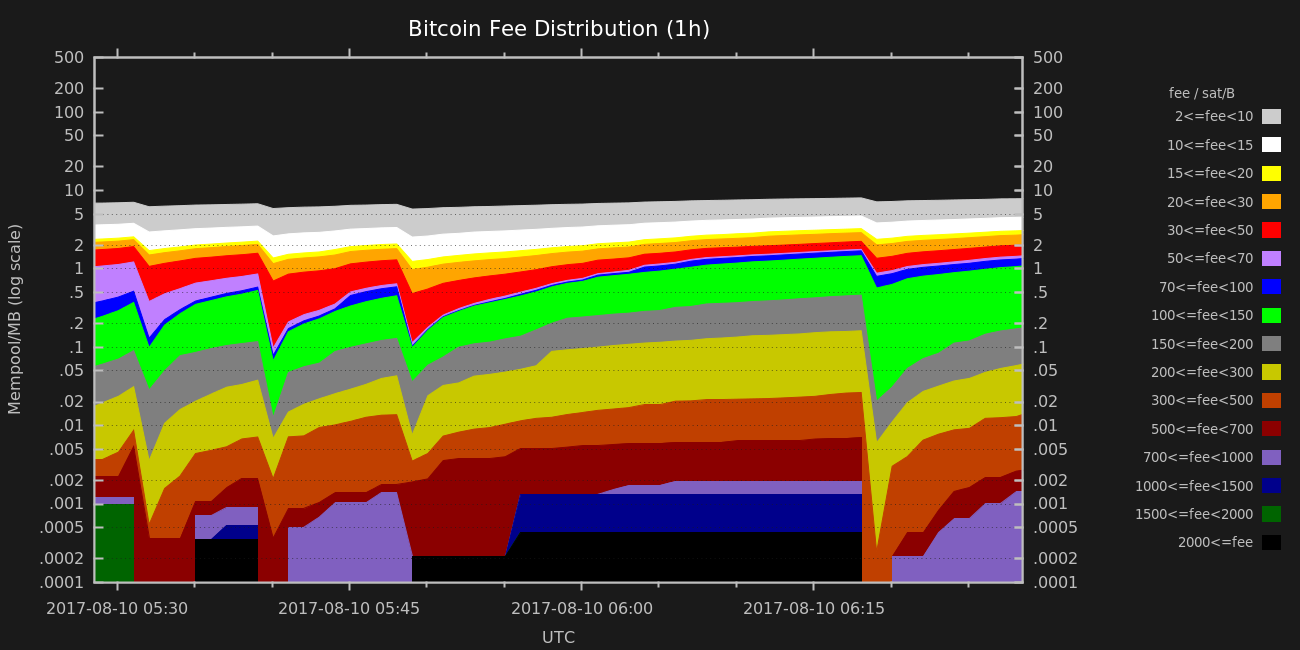 Bitcoin Fee Distribution (1h)
Mempool/MB (log scale)
500
200
100
50
20
10
5
2
1
.5
.2
.1
.05
.02
.01
.005
.002
.001
.0005
.0002
.0001
500
200
100
50
20
10
5
2
1
.5
.2
.1
.05
.02
.01
.005
.002
.001
.0005
.0002
.0001
2017-08-10 05:30 2017-08-10 05:45 2017-08-10 06:00 2017-08-10 06:15
UTC
fee / sat/B
2<=fee<10
10<=fee<15
15<=fee<20
20<=fee<30
30<=fee<50
50<=fee<70
70<=fee<100
100<=fee<150
150<=fee<200
200<=fee<300
300<=fee<500
500<=fee<700
700<=fee<1000
1000<=fee<1500
1500<=fee<2000
2000<=fee